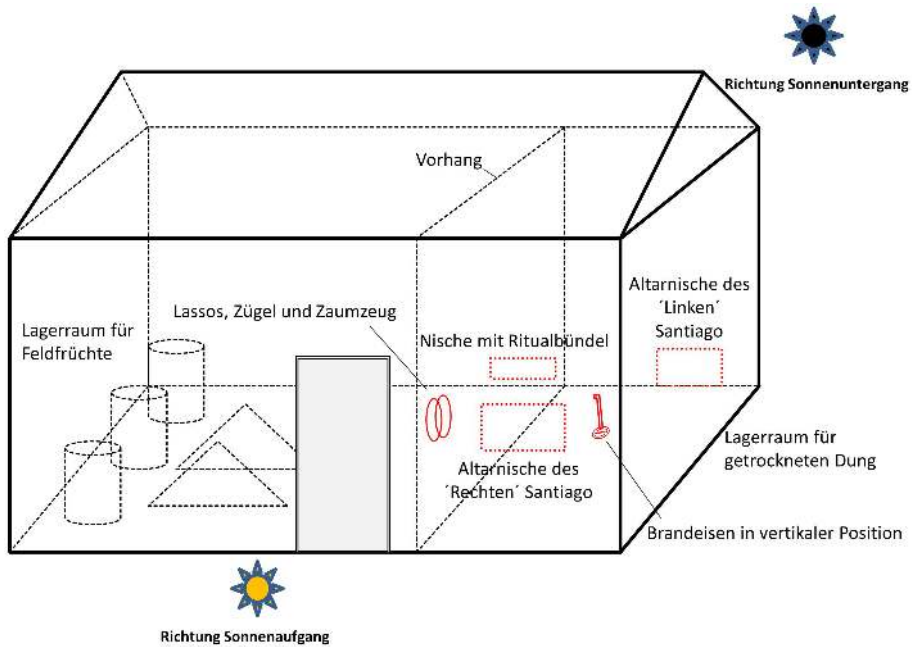 Richtung Sonnenuntergang
Vorhang
Altarnische des
´Linken´
Santiago
Lassos, Zügel und Zaumzeug
Lagerraum für
Feldfrüchte
Nische mit Ritualbündel
Lagerraum für
getrockneten Dung
Altarnische des
´Rechten´ Santiago
Brandeisen in vertikaler Position
Richtung Sonnenaufgang